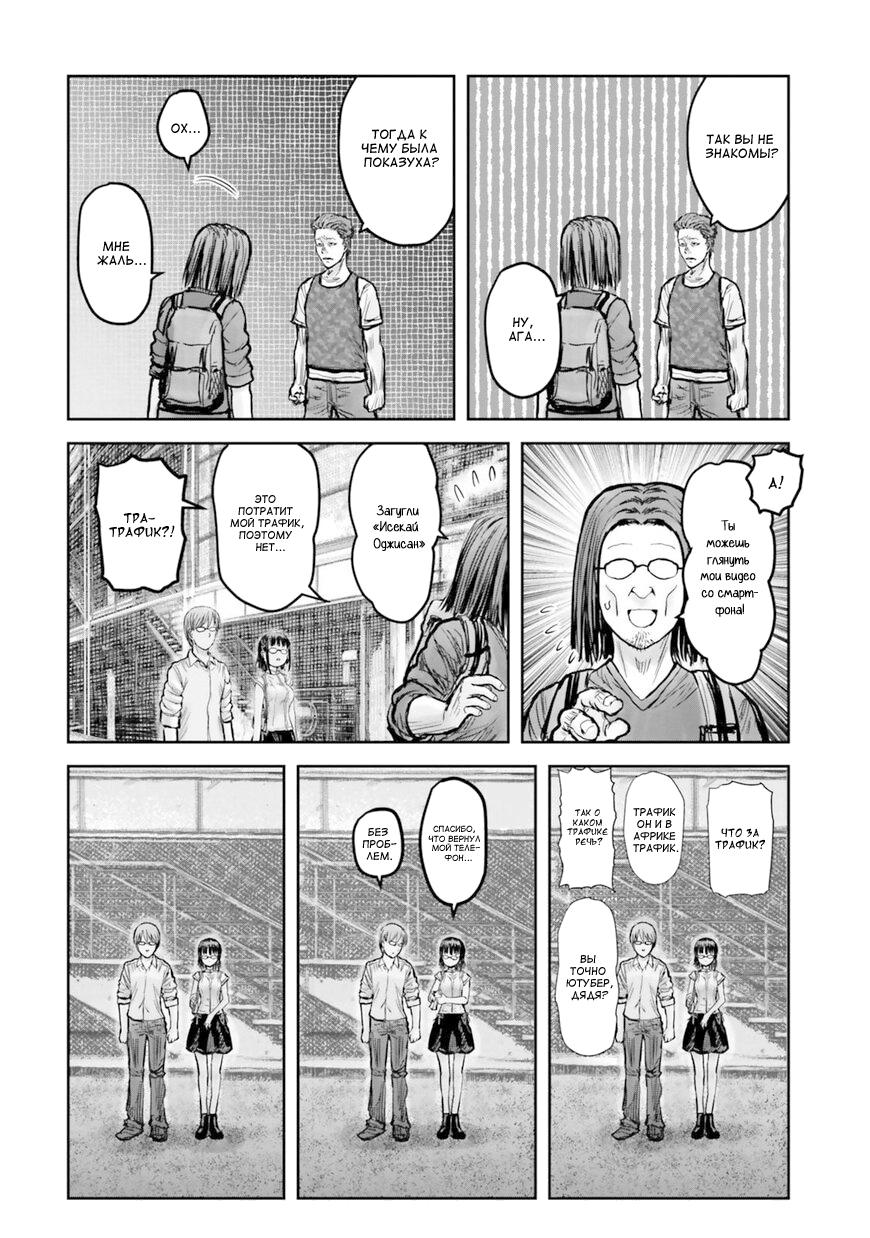 ТАК ВЫ НЕ
ЗНАКОМЫ?
НУ,
АГА...
ТОГДА К
ЧЕМУ БЫЛА
ПОКАЗУХА?
ОХ...
МНЕ
ЖАЛЬ...
А!
Ты
можешь
глянуть
мои видео
со смарт-
фона!
Загугли
«Исекай
Оджисан»
ЭТО
ПОТРАТИТ
МОЙ ТРАФИК,
ПОЭТОМУ
НЕТ...
ТРА-
ТРАФИК?!
ЧТО ЗА
ТРАФИК?
ТРАФИК
ОН И В
АФРИКЕ
ТРАФИК.
ТАК О
КАКОМ
ТРАФИКЕ
РЕЧЬ?
ВЫ
ТОЧНО
ЮТУБЕР,
ДЯДЯ?
СПАСИБО,
ЧТО ВЕРНУЛ
МОЙ ТЕЛЕ-
ФОН...
БЕЗ
ПРОБ-
ЛЕМ.